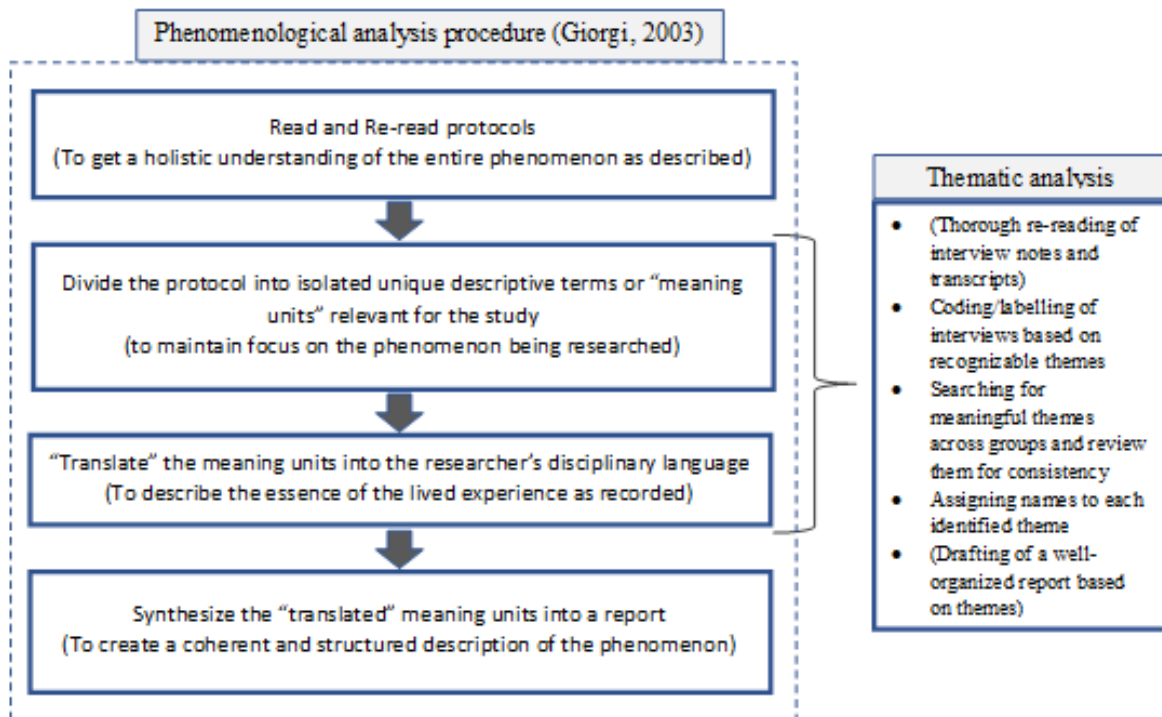 Phenomenological analysis procedure (Giorgi, 2003)
Read and Re-read protocols
(To get a holistic understanding of the entire phenomenon as described)
Divide the protocol into isolated unique descriptive terms or “meaning
units” relevant for the study
(to maintain focus on the phenomenon being researched)
“Translate” the meaning units into the researcher’s disciplinary language
(To describe the essence of the lived experience as recorded)
Synthesize the “translated” meaning units into a report
(To create a coherent and structured description of the phenomenon)
Thematic analysis
● (Thorough re-reading of
interview notes and
transcripts)
● Coding/labelling of
interviews based on
recognizable themes
● Searching for
meaningful themes
across groups and review
them for consistency
● Assigning names to each
identified theme
● (Drafting of a well-
organized report based
on themes)